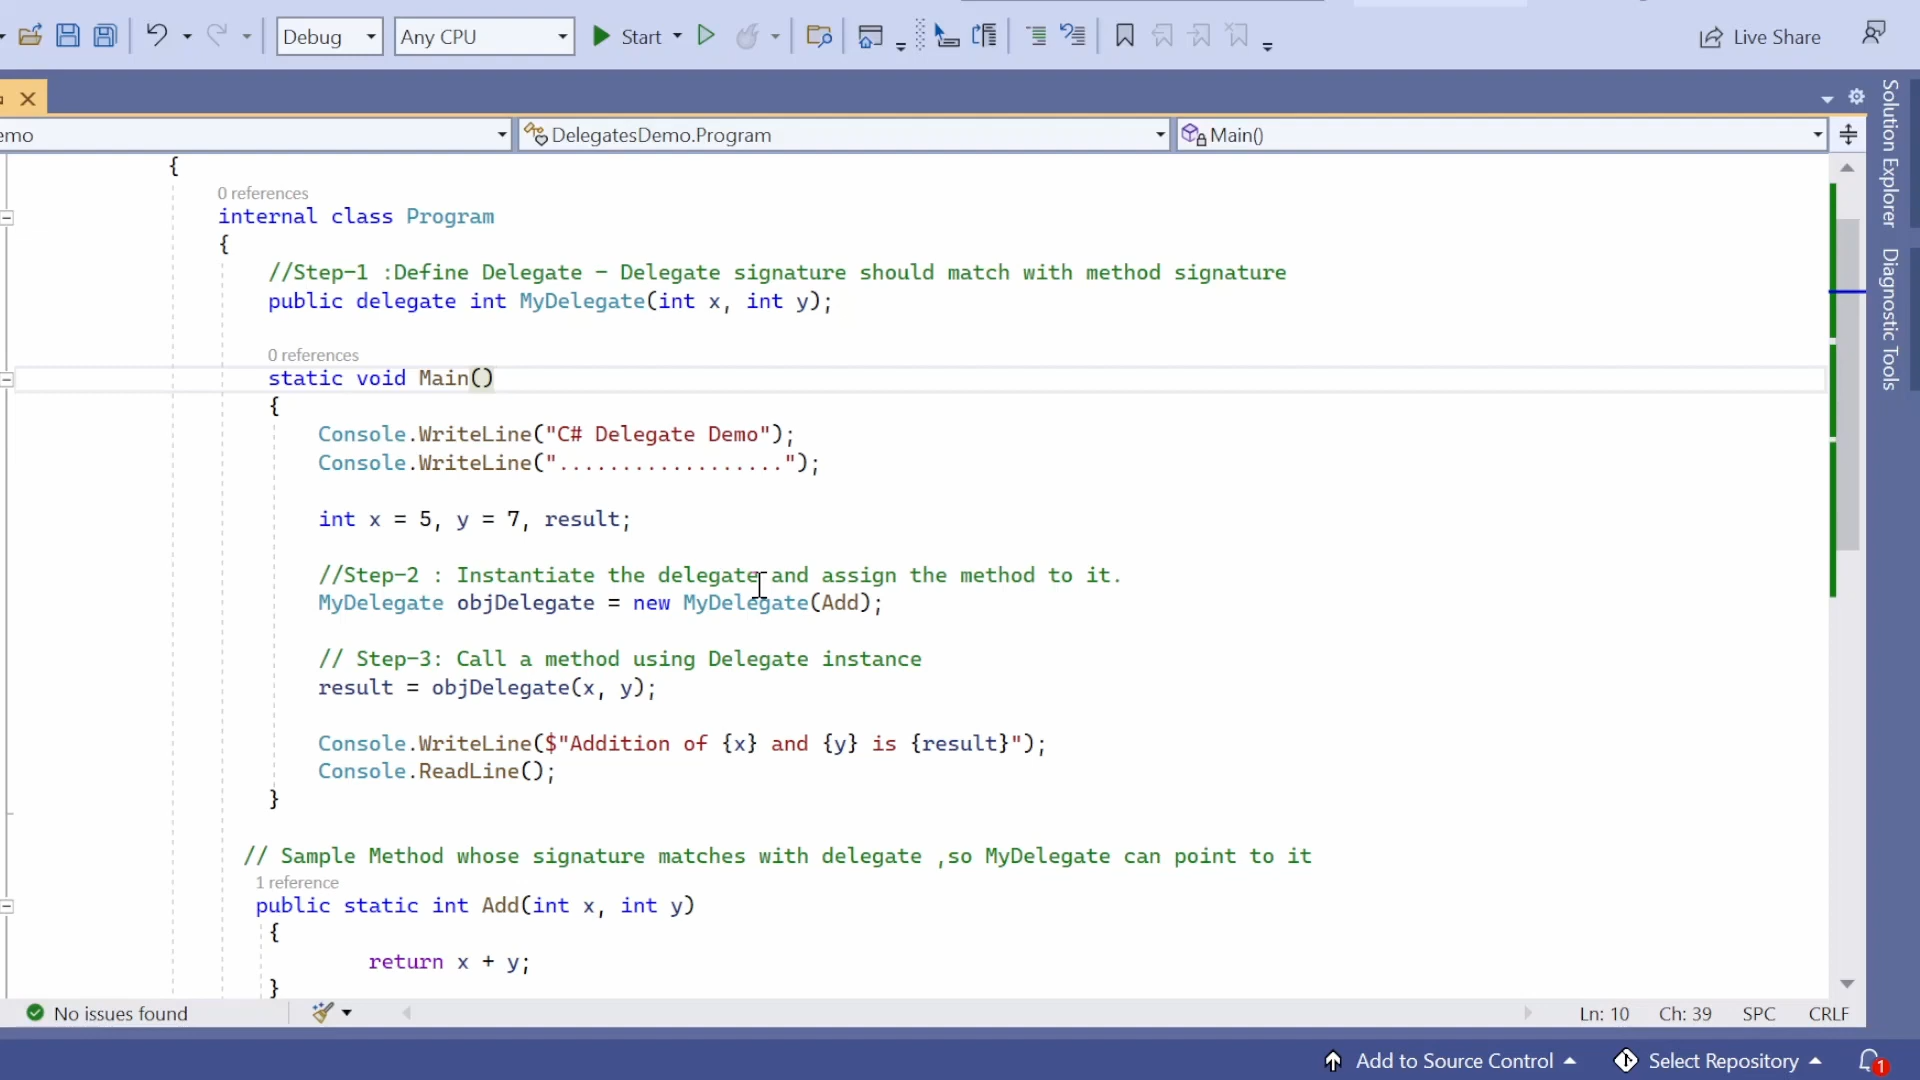 Debug
Any CPU
Start
Live Share
emo
DelegatesDemo.Program
Main()
Solution Explorer
Diagnostic Tools
{
0 references
internal class Program
{
//Step-1 :Define Delegate - Delegate signature should match with method signature
public delegate int MyDelegate(int x, int y);
0 references
static void Main()
{
Console.WriteLine("C# Delegate Demo");
Console.WriteLine("..................");
int x = 5, y = 7, result;
//Step-2 : Instantiate the delegate and assign the method to it.
MyDelegate objDelegate = new MyDelegate(Add);
// Step-3: Call a method using Delegate instance
result = objDelegate(x, y);
Console.WriteLine($"Addition of {x} and {y} is {result}");
Console.ReadLine();
}
// Sample Method whose signature matches with delegate ,so MyDelegate can point to it
1 reference
public static int Add(int x, int y)
{
return x + y;
}
No issues found
Ln: 10
Ch: 39
SPC
CRLF
Add to Source Control
Select Repository
1